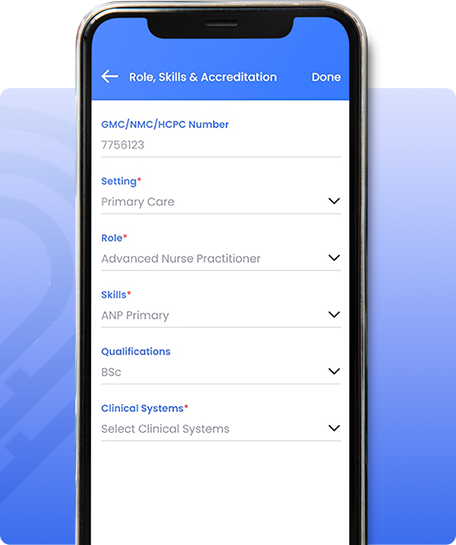 Role, Skills & Accreditation Done
GMC/NMC/HCPC Number
7756123
Setting*
Primary Care
Role*
Advanced Nurse Practitioner
Skills*
ANP Primary
Qualifications
BSc
Clinical Systems*
Select Clinical Systems